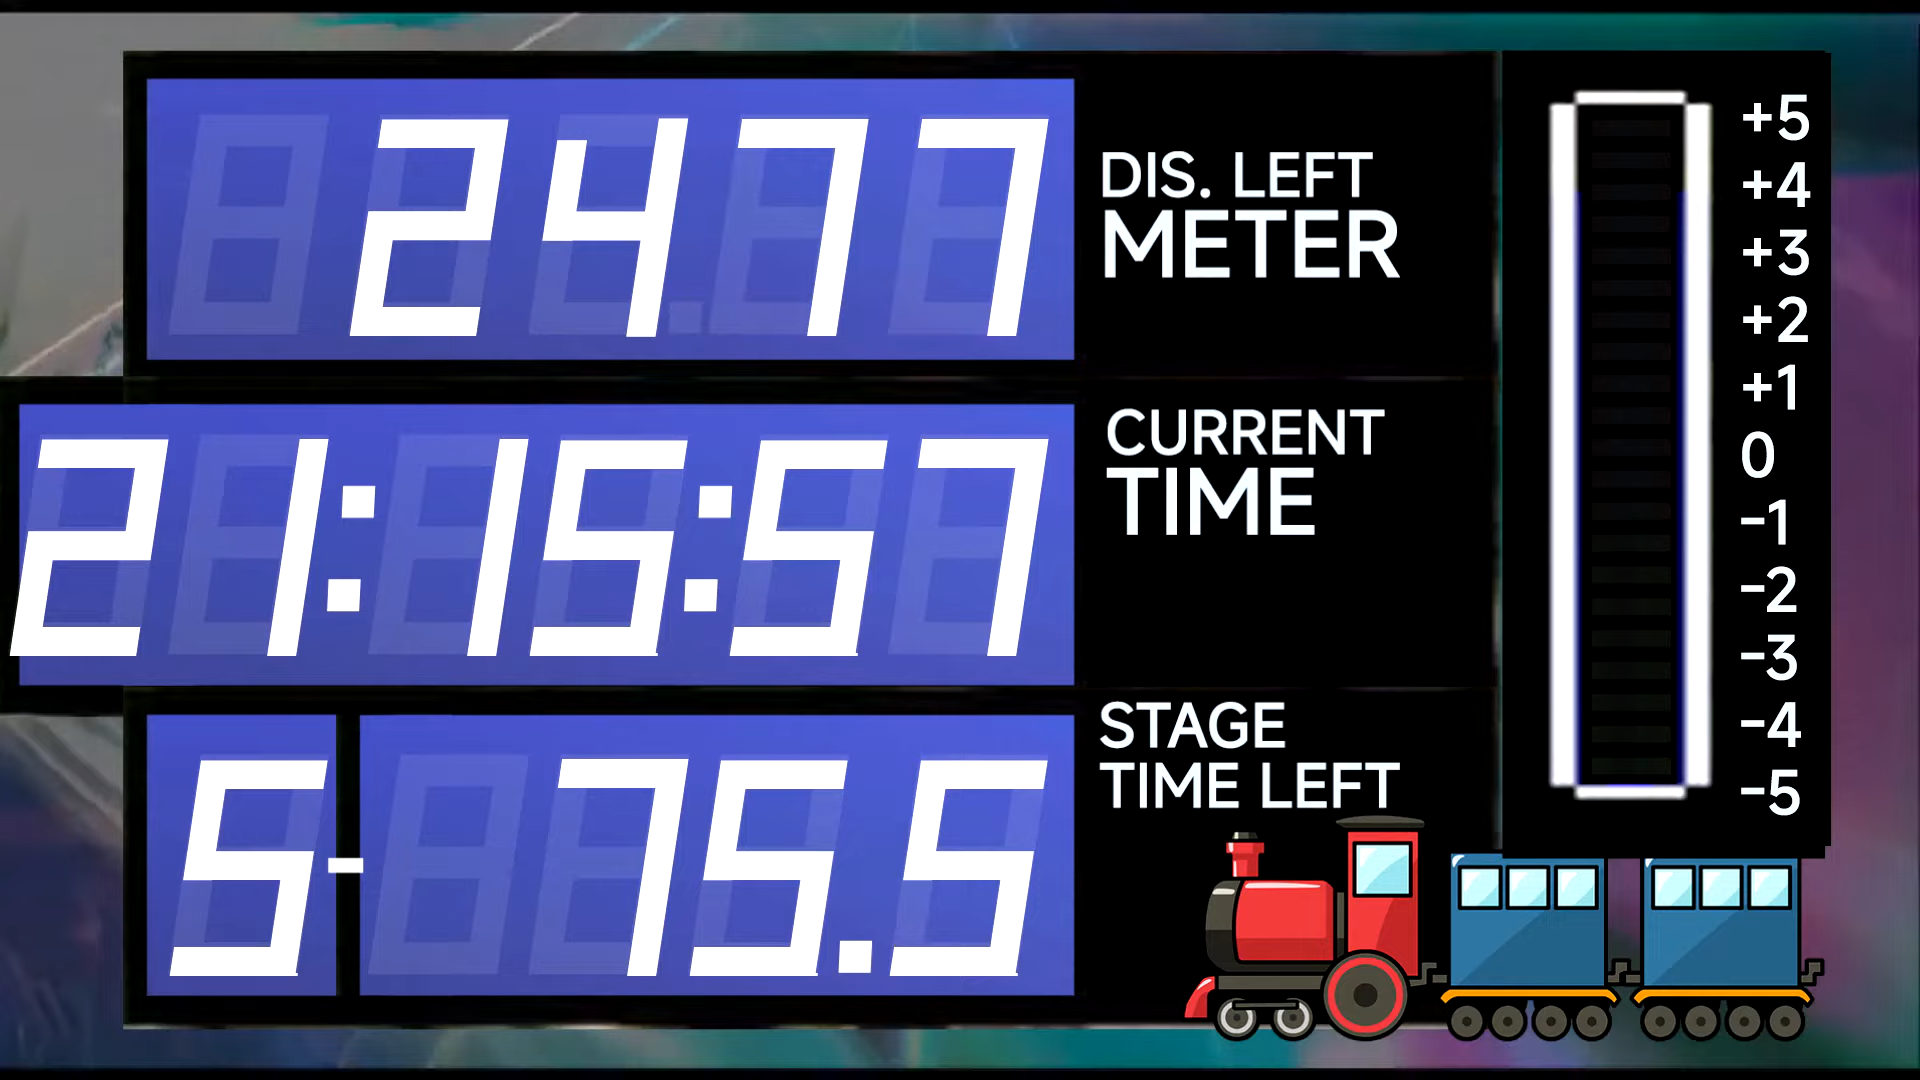 2477
DIS. LEFT
METER
21:15:57
CURRENT
TIME
5-75.5
STAGE
TIME LEFT
+5
+4
+3
+2
+1
0
-1
-2
-3
-4
-5